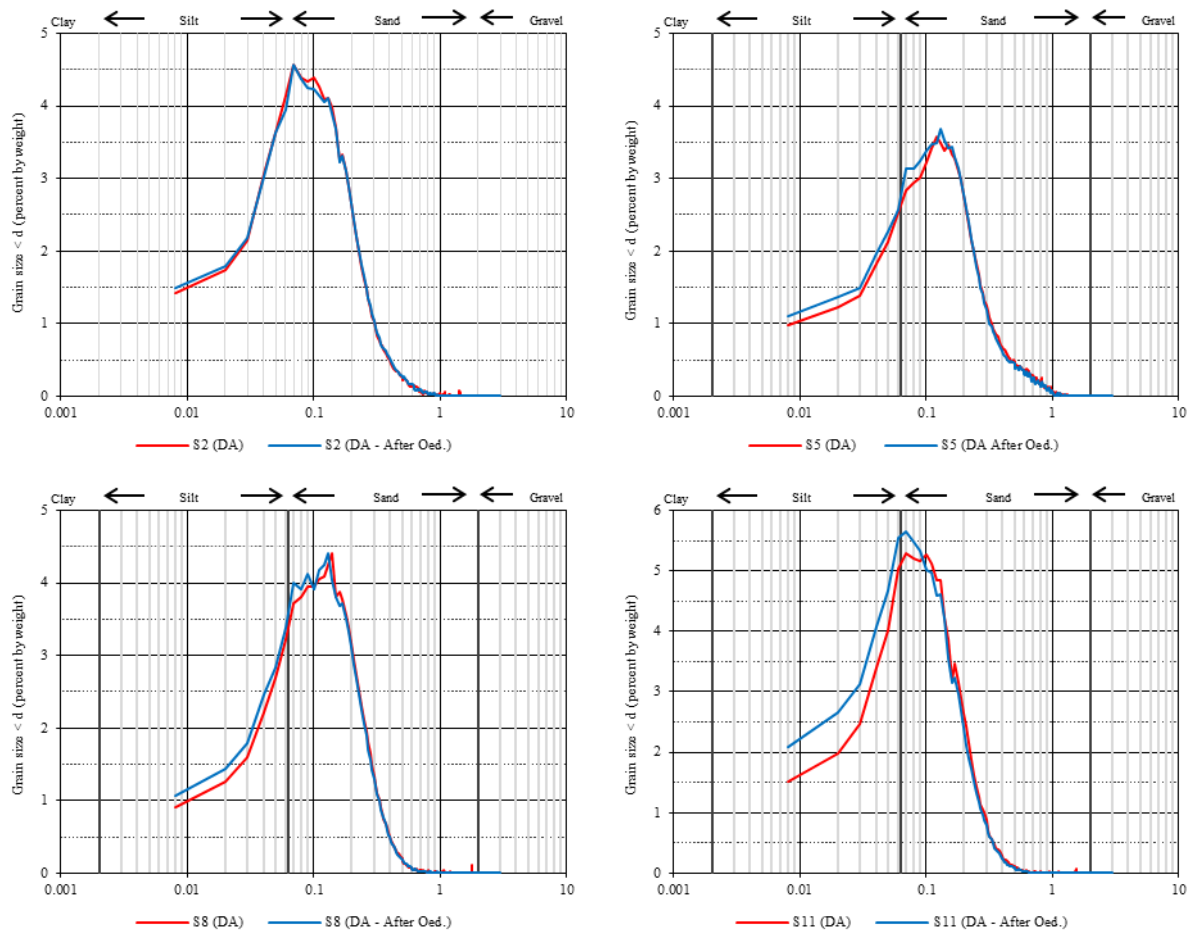 Clay Silt Sand Gravel
5
4
3
2
1
0
Grain size < d (percent by weight)
0.001 0.01 0.1 1 10
S2 (DA) S2 (DA - After Oed.)
Clay Silt Sand Gravel
5
4
3
2
1
0
Grain size < d (percent by weight)
0.001 0.01 0.1 1 10
S5 (DA) S5 (DA After Oed.)
Clay Silt Sand Gravel
5
4
3
2
1
0
Grain size < d (percent by weight)
0.001 0.01 0.1 1 10
S8 (DA) S8 (DA - After Oed.)
Clay Silt Sand Gravel
6
5
4
3
2
1
0
Grain size < d (percent by weight)
0.001 0.01 0.1 1 10
S11 (DA) S11 (DA - After Oed.)